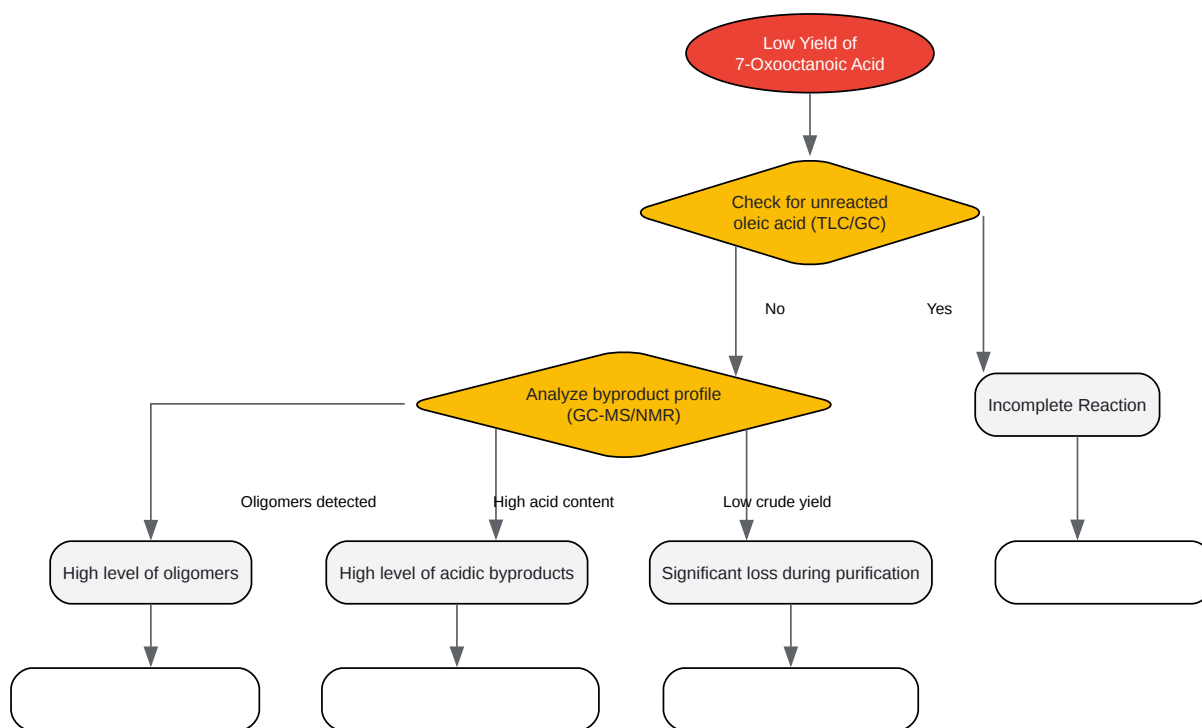 Low Yield of
7-Oxooctanoic Acid
Check for unreacted
oleic acid (TLC/GC)
No
Yes
Analyze byproduct profile
(GC-MS/NMR)
Incomplete Reaction
Oligomers detected
High acid content
Low crude yield
High level of oligomers
High level of acidic byproducts
Significant loss during purification